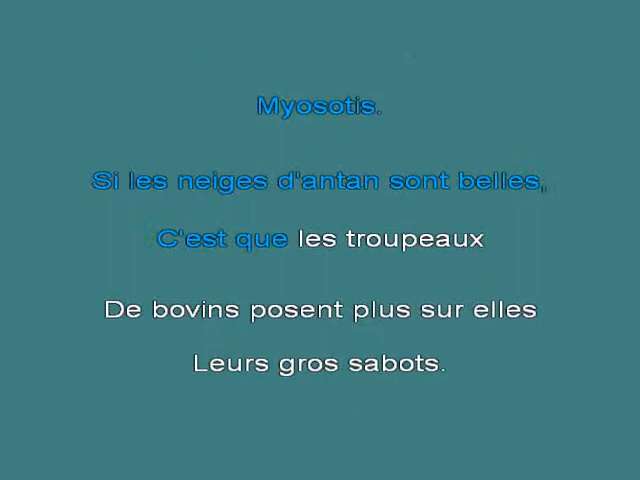 Myosotis.
Si les neiges d'antan sont belles,
C'est que les troupeaux
De bovins posent plus sur elles
Leurs gros sabots.